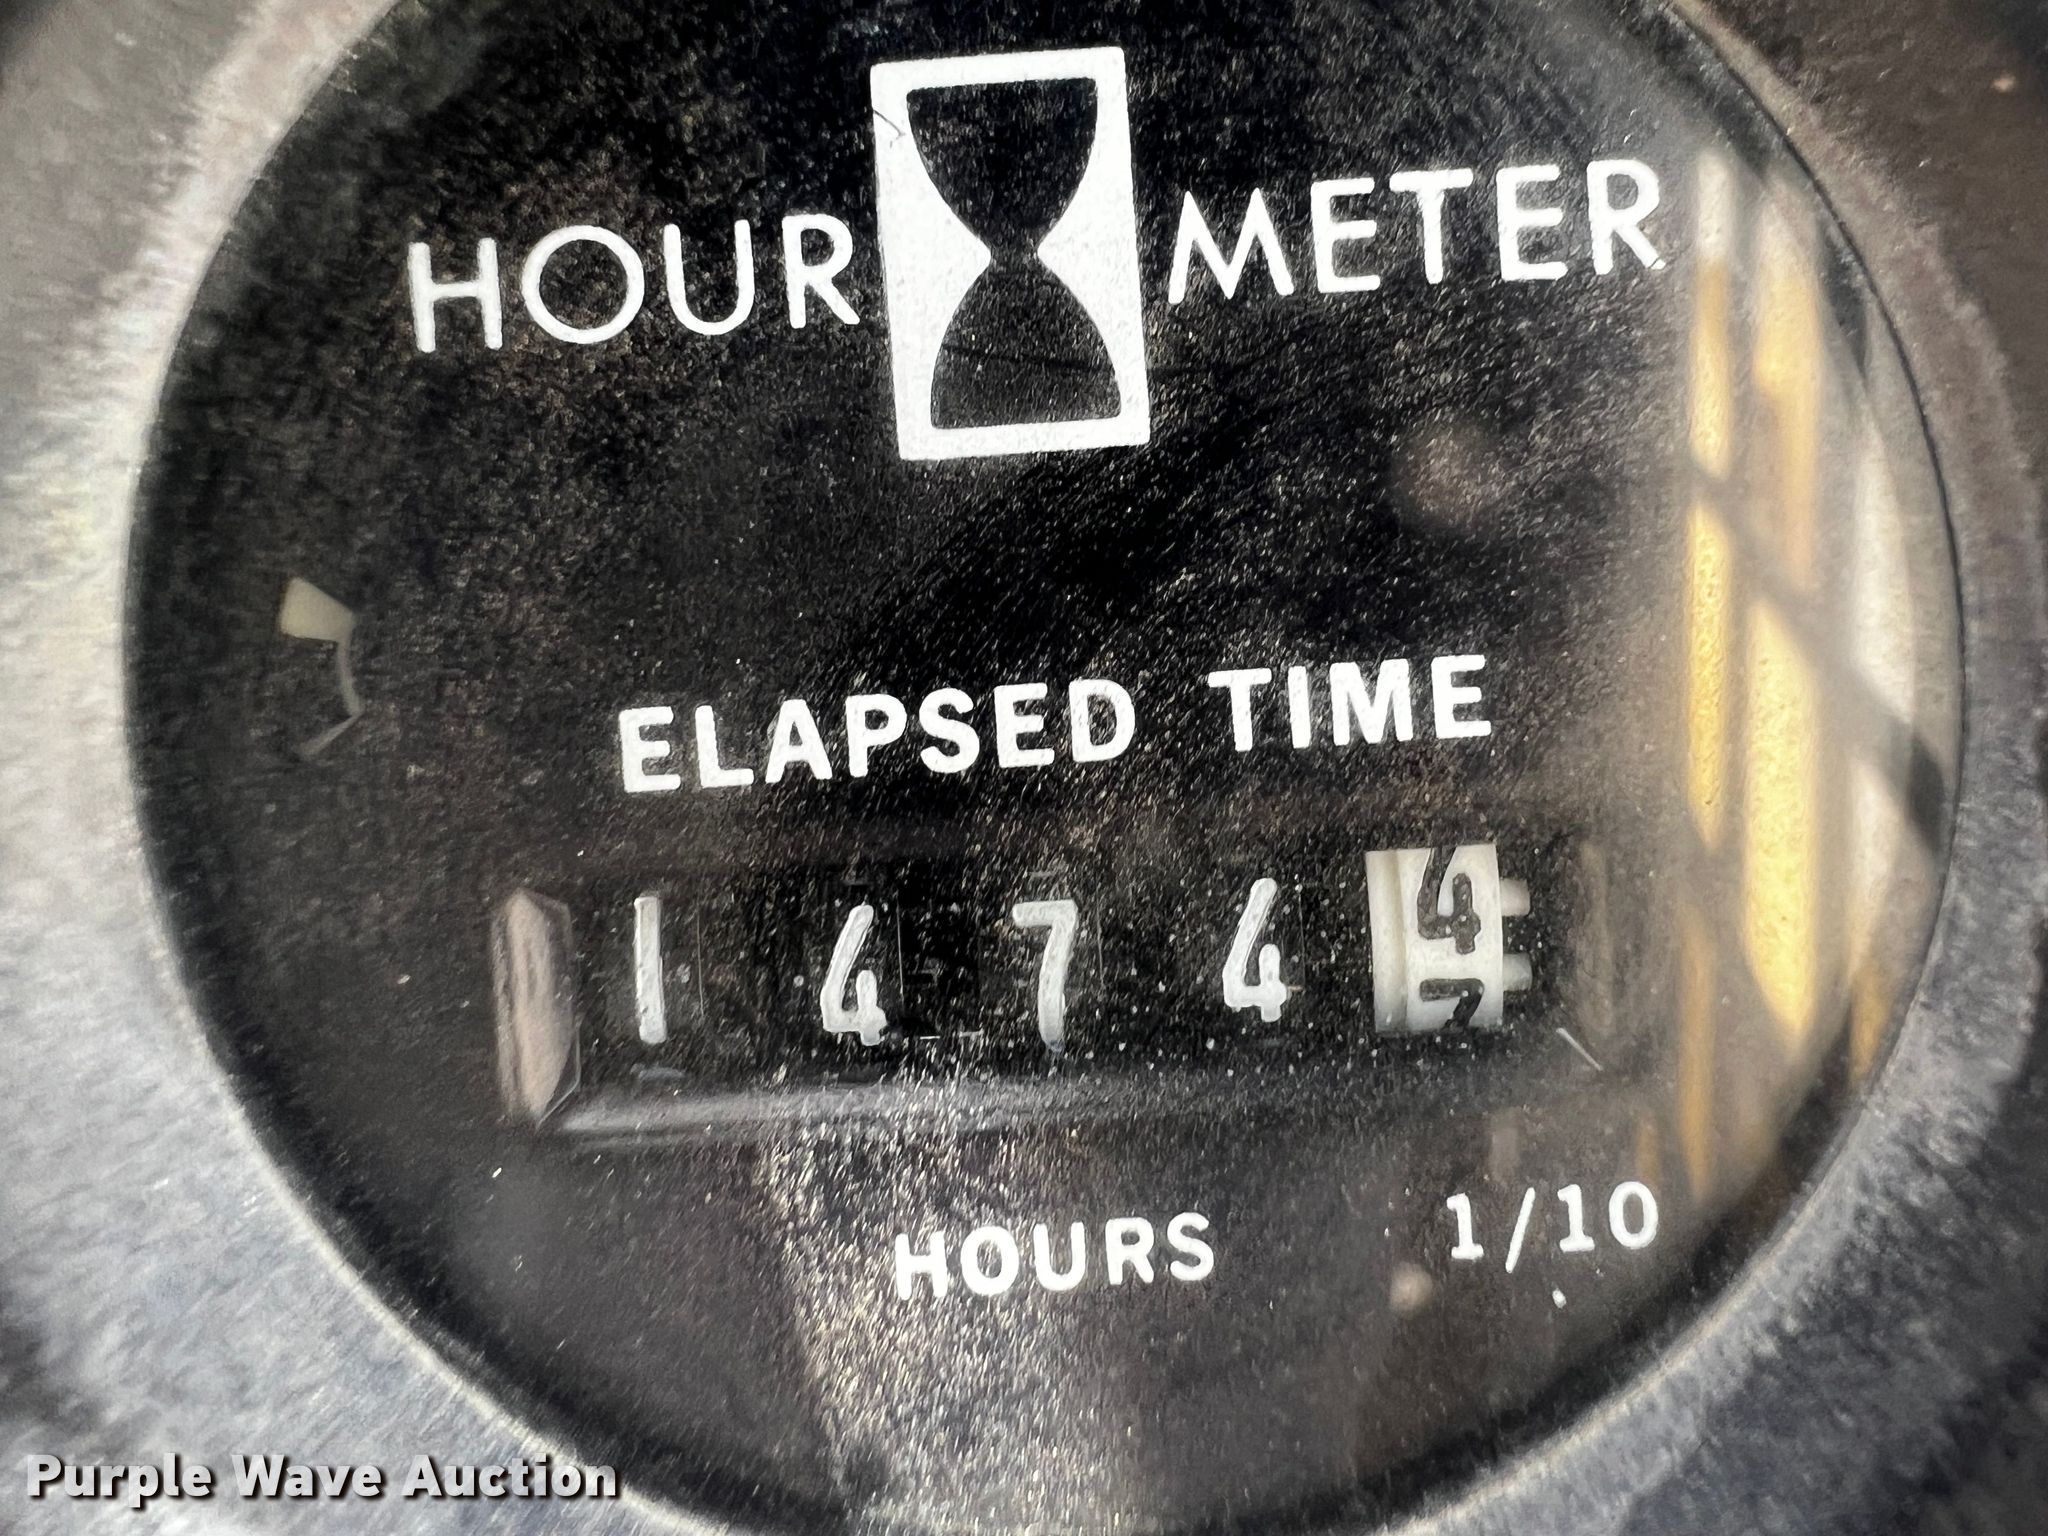 HOUR METER
ELAPSED TIME
1 4 7 4 4
HOURS 1/10
Purple Wave Auction